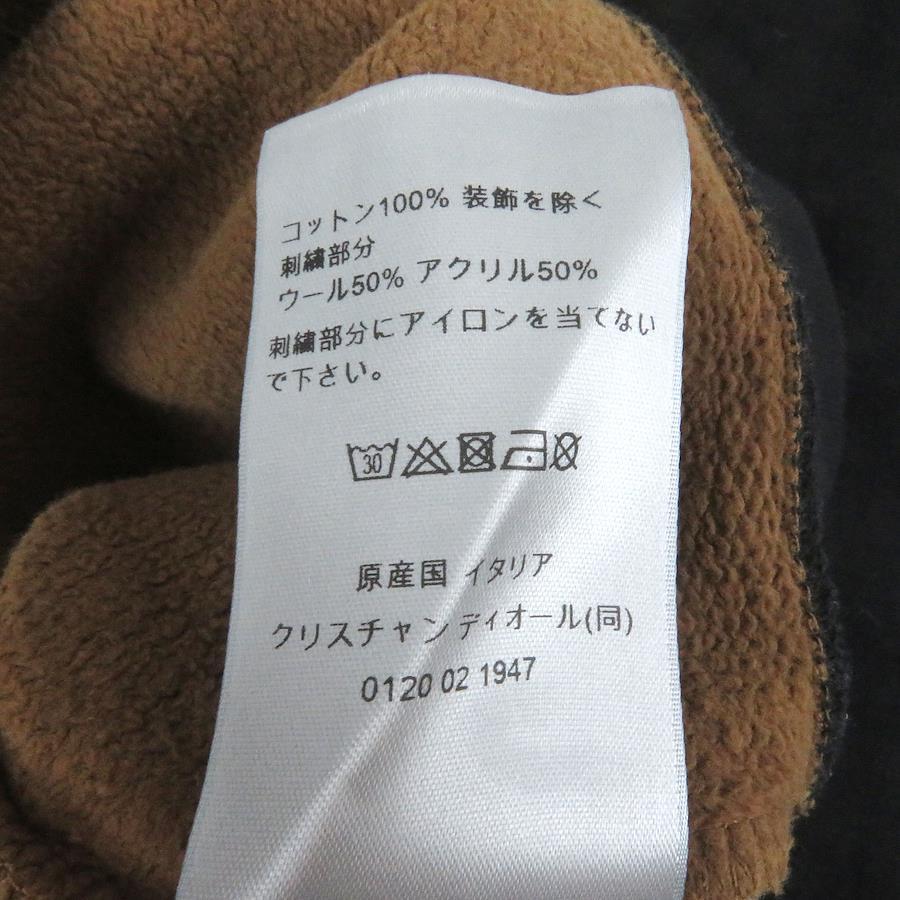 コットン100% 装飾を除く
刺繍部分
ウール50% アクリル50%
刺繍部分にアイロンを当てない
で下さい。
30
原産国 イタリア
クリスチャン ディオール(同)
0120 02 1947